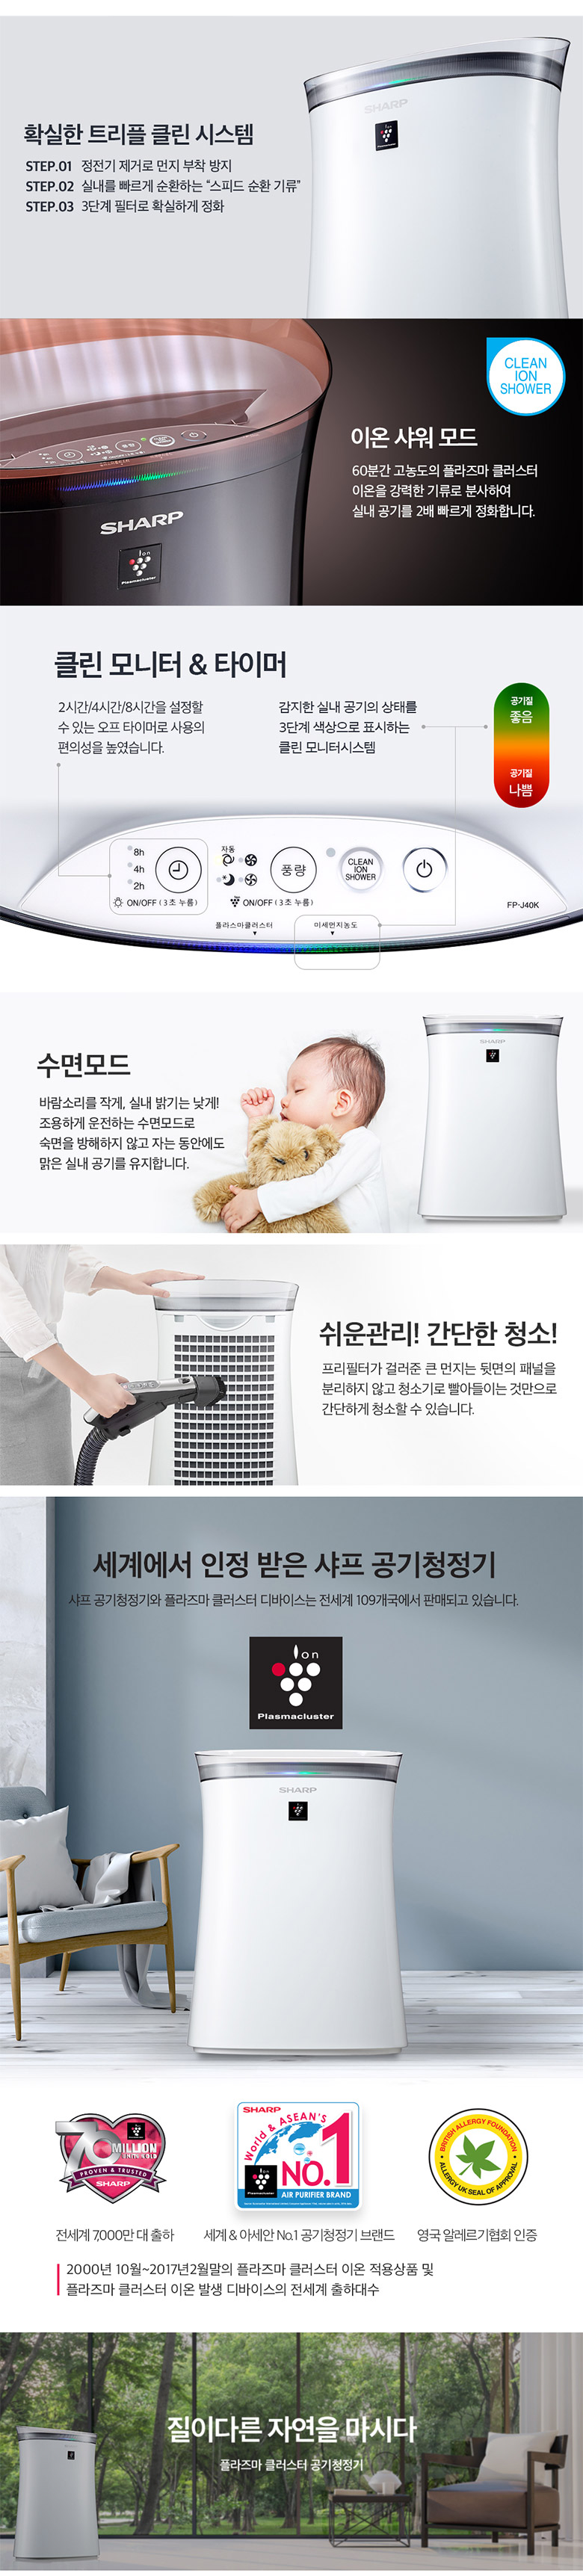 SHARP
확실한 트리플 클린 시스템
STEP.01 정전기 제거로 먼지 부착 방지
STEP.02 실내를 빠르게 순환하는 “스피드 순환 기류”
STEP.03 3단계 필터로 확실하게 정화
CLEAN
ION
SHOWER
이온 샤워 모드
60분간 고농도의 플라즈마 클러스터
이온을 강력한 기류로 분사하여
실내 공기를 2배 빠르게 정화합니다.
SHARP
Ion
Plasmacluster
클린 모니터 & 타이머
2시간/4시간/8시간을 설정할
수 있는 오프 타이머로 사용의
편의성을 높였습니다.
감지한 실내 공기의 상태를
3단계 색상으로 표시하는
클린 모니터시스템
공기질
좋음
공기질
나쁨
8h
4h
2h
ON/OFF (3초 누름)
자동
풍량
ON/OFF (3초 누름)
CLEAN
ION
SHOWER
FP-J40K
플라스마클러스터
미세먼지농도
수면모드
바람소리를 작게, 실내 밝기는 낮게!
조용하게 운전하는 수면모드로
숙면을 방해하지 않고 자는 동안에도
맑은 실내 공기를 유지합니다.
SHARP
쉬운관리! 간단한 청소!
프리필터가 걸러준 큰 먼지는 뒷면의 패널을
분리하지 않고 청소기로 빨아들이는 것만으로
간단하게 청소할 수 있습니다.
세계에서 인정 받은 샤프 공기청정기
샤프 공기청정기와 플라즈마 클러스터 디바이스는 전세계 109개국에서 판매되고 있습니다.
Ion
Plasmacluster
SHARP
70 MILLION
PROVEN & TRUSTED
SHARP
SHARP
World & ASEAN'S
NO.1
Plasmacluster
AIR PURIFIER BRAND
BRITISH ALLERGY FOUNDATION
ALLERGY UK SEAL OF APPROVAL
전세계 7,000만 대 출하
세계 & 아세안 No.1 공기청정기 브랜드
영국 알레르기협회 인증
2000년 10월~2017년2월말의 플라즈마 클러스터 이온 적용상품 및
플라즈마 클러스터 이온 발생 디바이스의 전세계 출하대수
질이다른 자연을 마시다
플라즈마 클러스터 공기청정기